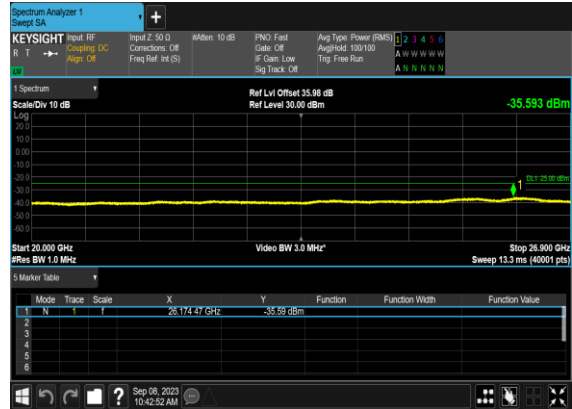 Spectrum Analyzer 1
Swept SA
+
KEYSIGHT
R T
Input: RF
Coupling: DC
Align: Off
Input Z: 50 Ω
Corrections: Off
Freq Ref: Int (S)
#Atten: 10 dB
PNO: Fast
Gate: Off
IF Gain: Low
Sig Track: Off
Avg Type: Power (RMS)
Avg|Hold: 100/100
Trig: Free Run
1 2 3 4 5 6
A W W W W W
A N N N N N
1 Spectrum
Scale/Div 10 dB
Ref Lvl Offset 35.98 dB
Ref Level 30.00 dBm
-35.593 dBm
Log
20.0
10.0
0.00
-10.0
-20.0
-30.0
-40.0
-50.0
-60.0
DL1 -25.00 dBm
1
Start 20.000 GHz
#Res BW 1.0 MHz
Video BW 3.0 MHz*
Stop 26.900 GHz
Sweep 13.3 ms (40001 pts)
5 Marker Table
Mode Trace Scale X Y Function Function Width Function Value
1 N 1 f 26.174 47 GHz -35.59 dBm
2
3
4
5
6
? Sep 08, 2023
10:42:52 AM